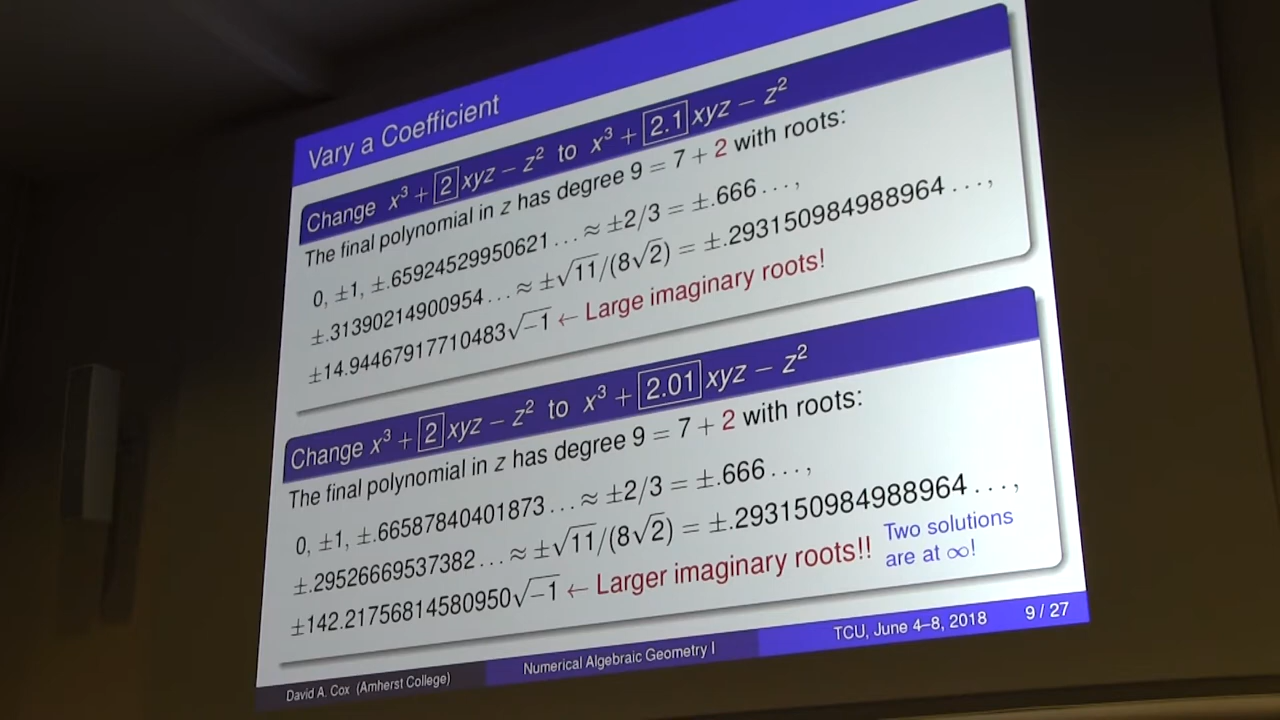 Vary a Coefficient
Change x³ + 2 xyz − z² to x³ + 2.1 xyz − z²
The final polynomial in z has degree 9 = 7 + 2 with roots:
0, ±1, ±.65924529950621 … ≈ ±2/3 = ±.666 … ,
±.31390214900954 … ≈ ±√11/(8√2) = ±.293150984988964 … ,
±14.94467917710483√−1 ← Large imaginary roots!
Change x³ + 2 xyz − z² to x³ + 2.01 xyz − z²
The final polynomial in z has degree 9 = 7 + 2 with roots:
0, ±1, ±.66587840401873 … ≈ ±2/3 = ±.666 … ,
±.29526669537382 … ≈ ±√11/(8√2) = ±.293150984988964 … ,
±142.21756814580950√−1 ← Larger imaginary roots!!
Two solutions
are at ∞!
David A. Cox (Amherst College)
Numerical Algebraic Geometry I
TCU, June 4–8, 2018
9 / 27